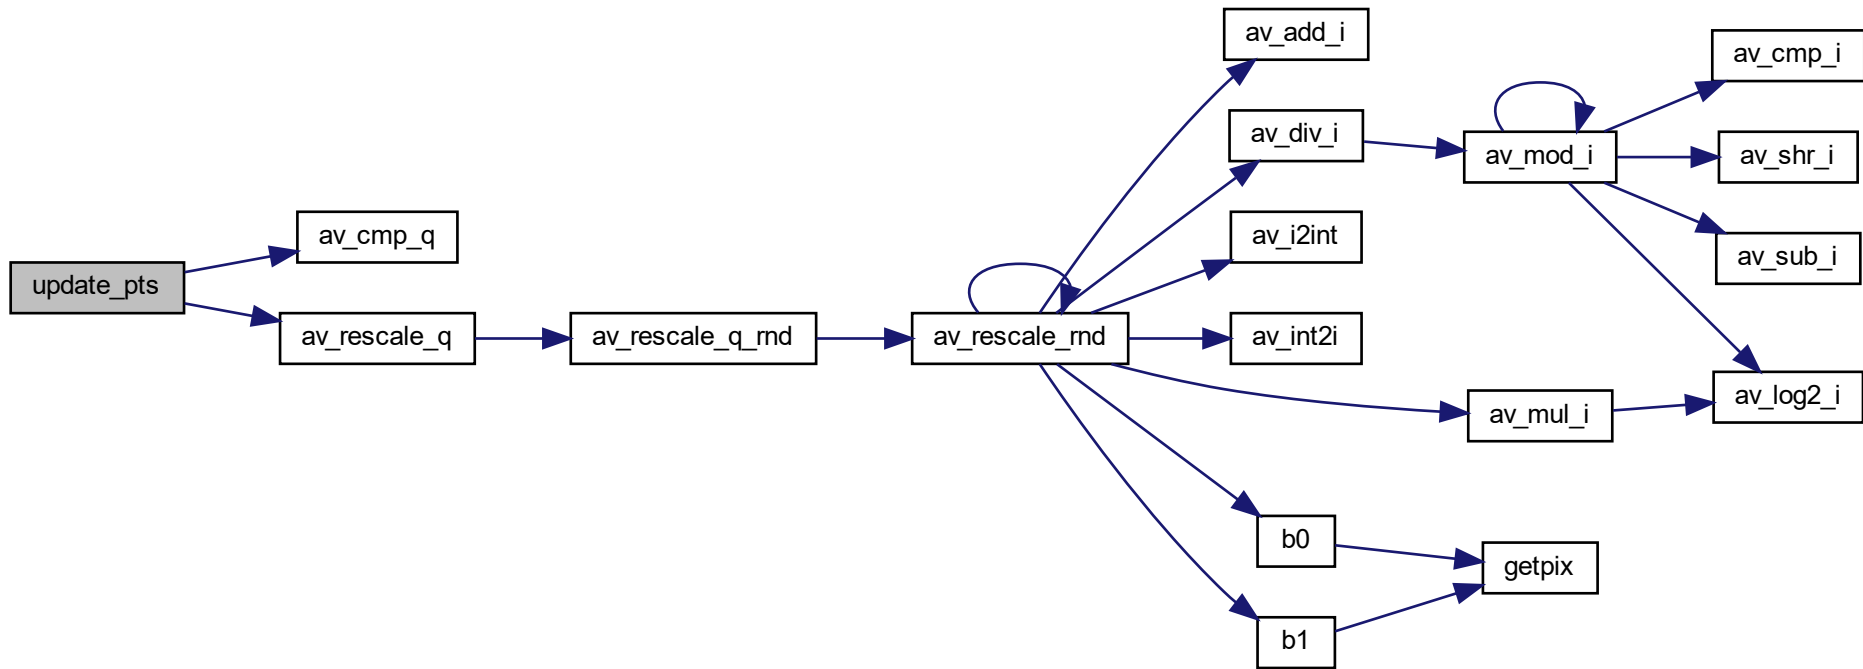 update_pts
av_cmp_q
av_rescale_q
av_rescale_q_rnd
av_rescale_rnd
av_add_i
av_div_i
av_i2int
av_int2i
av_mul_i
b0
b1
av_mod_i
getpix
av_cmp_i
av_shr_i
av_sub_i
av_log2_i